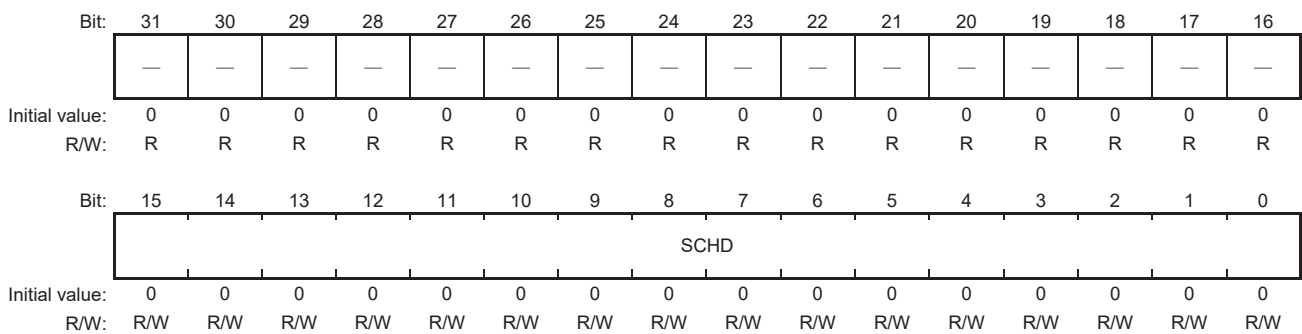 Bit: 31 30 29 28 27 26 25 24 23 22 21 20 19 18 17 16
— — — — — — — — — — — — — — — —
Initial value: 0 0 0 0 0 0 0 0 0 0 0 0 0 0 0 0
R/W: R R R R R R R R R R R R R R R R
Bit: 15 14 13 12 11 10 9 8 7 6 5 4 3 2 1 0
SCHD
Initial value: 0 0 0 0 0 0 0 0 0 0 0 0 0 0 0 0
R/W: R/W R/W R/W R/W R/W R/W R/W R/W R/W R/W R/W R/W R/W R/W R/W R/W